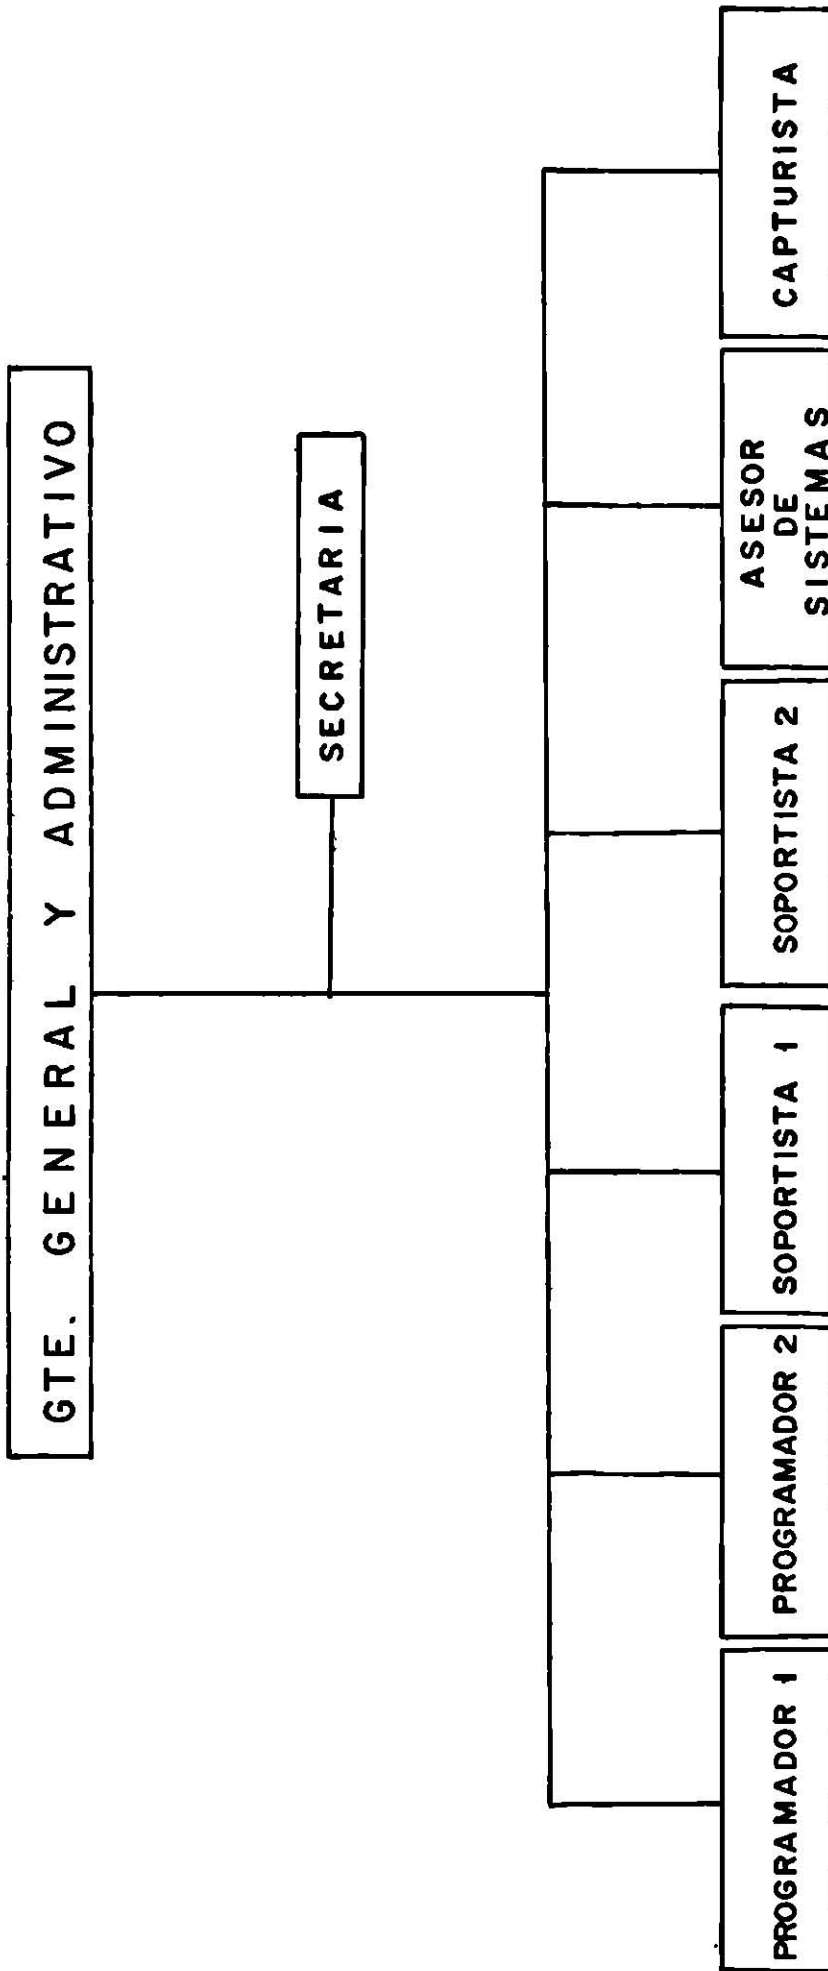 GTE. GENERAL Y ADMINISTRATIVO
SECRETARIA
PROGRAMADOR 1
PROGRAMADOR 2
SOPORTISTA 1
SOPORTISTA 2
ASESOR
DE
SISTEMAS
CAPTURISTA